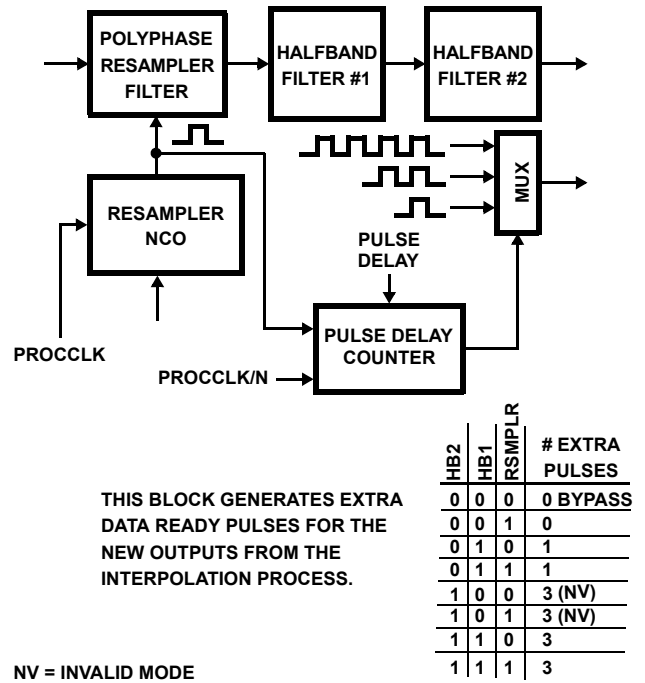 POLYPHASE
RESAMPLER
FILTER
HALFBAND
FILTER #1
HALFBAND
FILTER #2
MUX
RESAMPLER
NCO
PULSE
DELAY
PULSE DELAY
COUNTER
PROCCLK
PROCCLK/N
HB2 HB1 RSMPLR # EXTRA PULSES
0 0 0 0 BYPASS
0 0 1 0
0 1 0 1
0 1 1 1
1 0 0 3 (NV)
1 0 1 3 (NV)
1 1 0 3
1 1 1 3
THIS BLOCK GENERATES EXTRA
DATA READY PULSES FOR THE
NEW OUTPUTS FROM THE
INTERPOLATION PROCESS.
NV = INVALID MODE